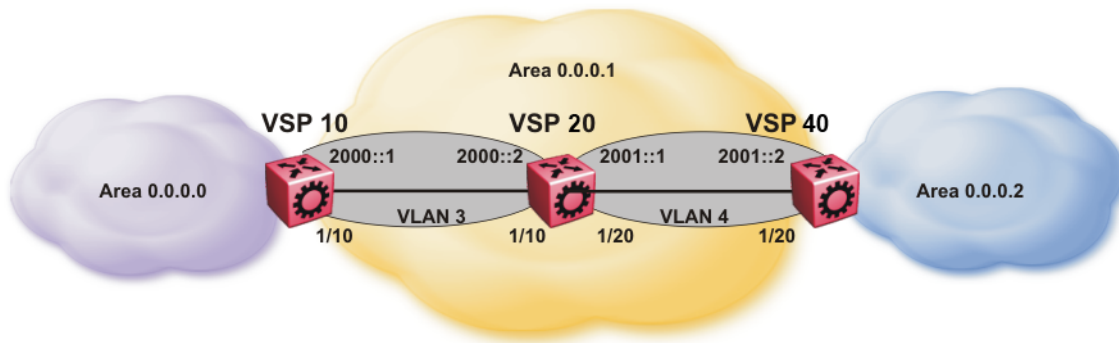 Area 0.0.0.1
VSP 10
VSP 20
VSP 40
2000::1
2000::2
2001::1
2001::2
Area 0.0.0.0
Area 0.0.0.2
VLAN 3
VLAN 4
1/10
1/10
1/20
1/20